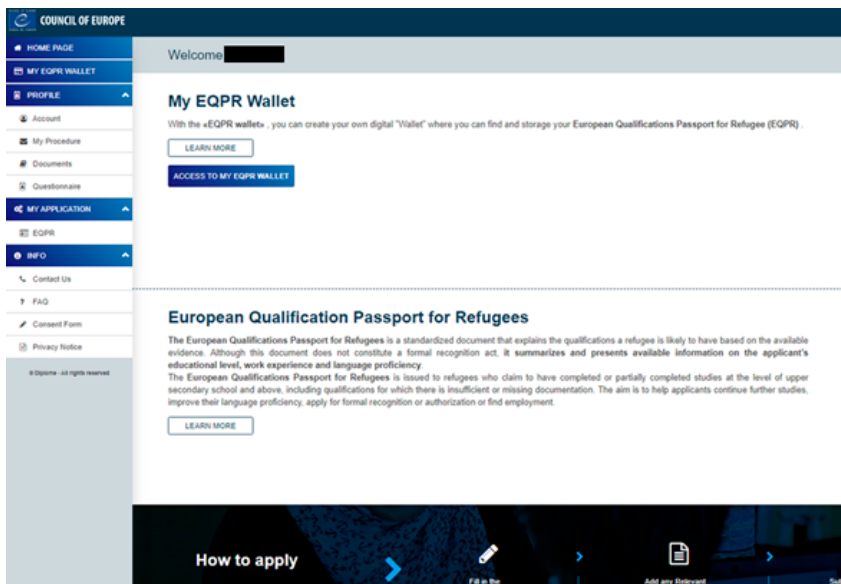 COUNCIL OF EUROPE
HOME PAGE
MY EQPR WALLET
PROFILE
Account
My Procedure
Documents
Questionnaire
MY APPLICATION
EQPR
INFO
Contact Us
? FAQ
Consent Form
Privacy Notice
© Diplome - All rights reserved
Welcome
My EQPR Wallet
With the «EQPR wallet» , you can create your own digital "Wallet" where you can find and storage your European Qualifications Passport for Refugee (EQPR) .
LEARN MORE
ACCESS TO MY EQPR WALLET
European Qualification Passport for Refugees
The European Qualifications Passport for Refugees is a standardized document that explains the qualifications a refugee is likely to have based on the available
evidence. Although this document does not constitute a formal recognition act, it summarizes and presents available information on the applicant's
educational level, work experience and language proficiency.
The European Qualifications Passport for Refugees is issued to refugees who claim to have completed or partially completed studies at the level of upper
secondary school and above, including qualifications for which there is insufficient or missing documentation. The aim is to help applicants continue further studies,
improve their language proficiency, apply for formal recognition or authorization or find employment.
LEARN MORE
How to apply
Fill in the
Add any Relevant